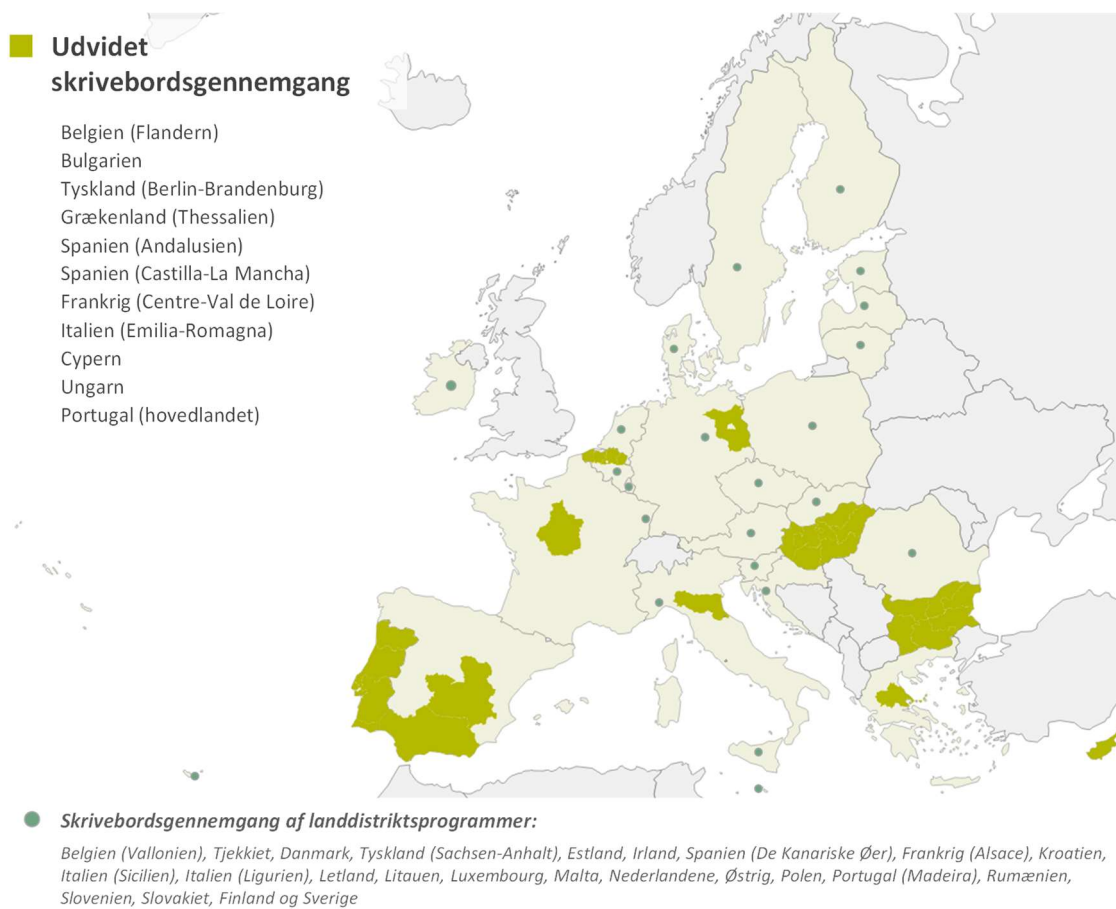 Udvidet
skrivebordsgennemgang
Belgien (Flandern)
Bulgarien
Tyskland (Berlin-Brandenburg)
Grækenland (Thessalien)
Spanien (Andalusien)
Spanien (Castilla-La Mancha)
Frankrig (Centre-Val de Loire)
Italien (Emilia-Romagna)
Cypern
Ungarn
Portugal (hovedlandet)
Skrivebordsgennemgang af landdistriktsprogrammer:
Belgien (Vallonien), Tjekkiet, Danmark, Tyskland (Sachsen-Anhalt), Estland, Irland, Spanien (De Kanariske Øer), Frankrig (Alsace), Kroatien,
Italien (Sicilien), Italien (Ligurien), Letland, Litauen, Luxembourg, Malta, Nederlandene, Østrig, Polen, Portugal (Madeira), Rumænien,
Slovenien, Slovakiet, Finland og Sverige